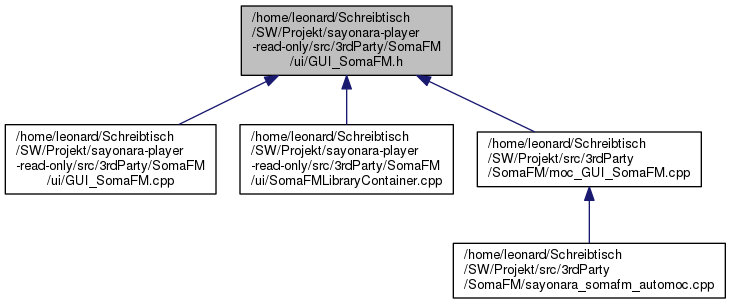 /home/leonard/Schreibtisch
/SW/Projekt/sayonara-player
-read-only/src/3rdParty/SomaFM
/ui/GUI_SomaFM.h
/home/leonard/Schreibtisch
/SW/Projekt/sayonara-player
-read-only/src/3rdParty/SomaFM
/ui/GUI_SomaFM.cpp
/home/leonard/Schreibtisch
/SW/Projekt/sayonara-player
-read-only/src/3rdParty/SomaFM
/ui/SomaFMLibraryContainer.cpp
/home/leonard/Schreibtisch
/SW/Projekt/src/3rdParty
/SomaFM/moc_GUI_SomaFM.cpp
/home/leonard/Schreibtisch
/SW/Projekt/src/3rdParty
/SomaFM/sayonara_somafm_automoc.cpp